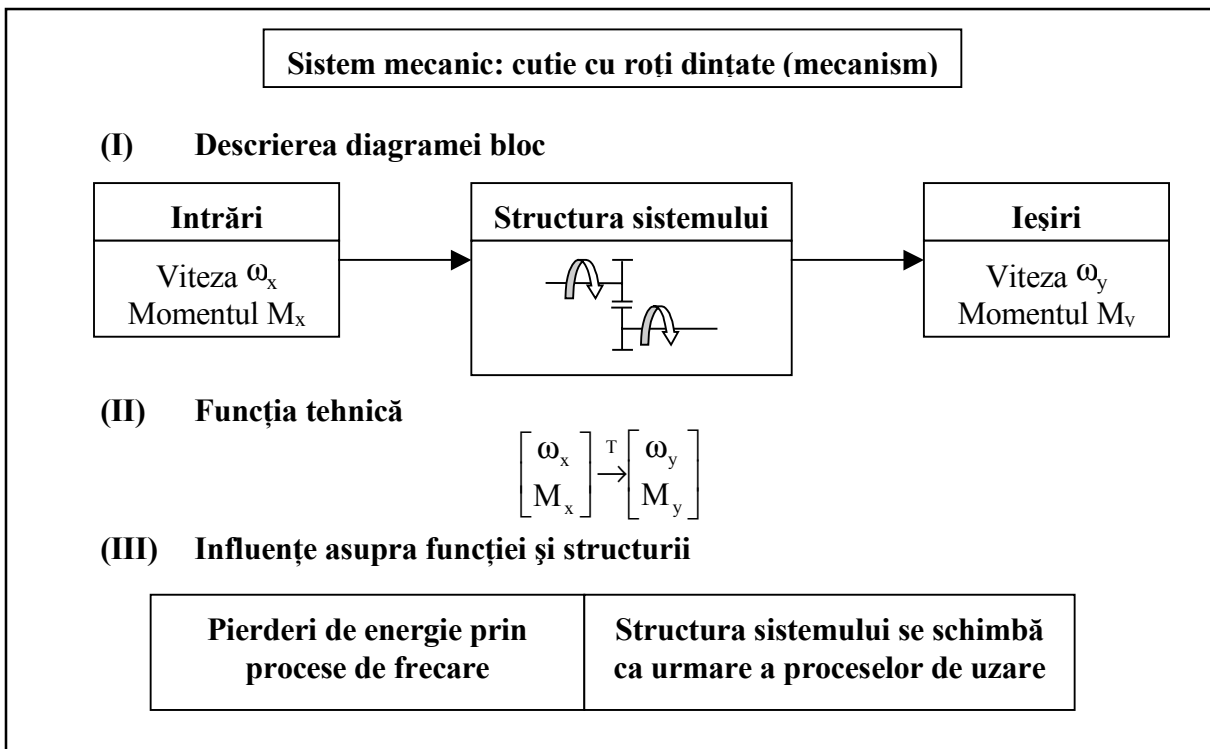 Sistem mecanic: cutie cu roți dințate (mecanism)
(I) Descrierea diagramei bloc
Intrări
Viteza ωx
Momentul Mx
Structura sistemului
Ieşiri
Viteza ωy
Momentul My
(II) Funcția tehnică
[ωx Mx] T→ [ωy My]
(III) Influențe asupra funcției şi structurii
Pierderi de energie prin
procese de frecare
Structura sistemului se schimbă
ca urmare a proceselor de uzare